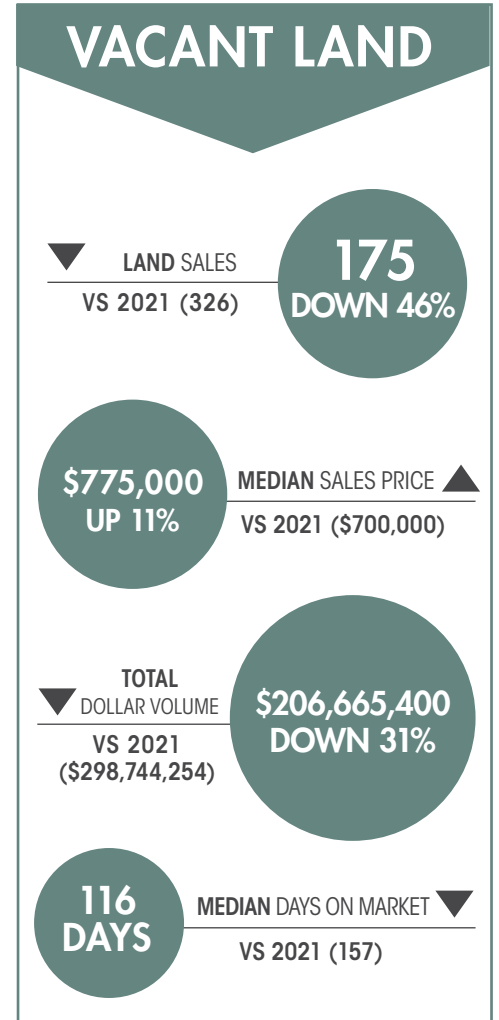 VACANT LAND
LAND SALES
VS 2021 (326)
175
DOWN 46%
$775,000
UP 11%
MEDIAN SALES PRICE
VS 2021 ($700,000)
TOTAL
DOLLAR VOLUME
VS 2021
($298,744,254)
$206,665,400
DOWN 31%
116
DAYS
MEDIAN DAYS ON MARKET
VS 2021 (157)